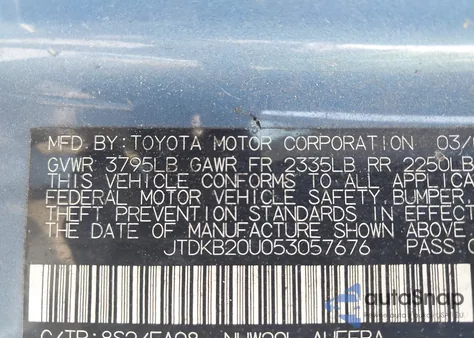 MFD. BY: TOYOTA MOTOR CORPORATION 03/
GVWR 3795LB GAWR FR 2335LB RR 2250LB
THIS VEHICLE CONFORMS TO ALL APPLICA
FEDERAL MOTOR VEHICLE SAFETY, BUMPER,
THEFT PREVENTION STANDARDS IN EFFECT
THE DATE OF MANUFACTURE SHOWN ABOVE
JTDKB20U053057676 PASS.
autoSnap